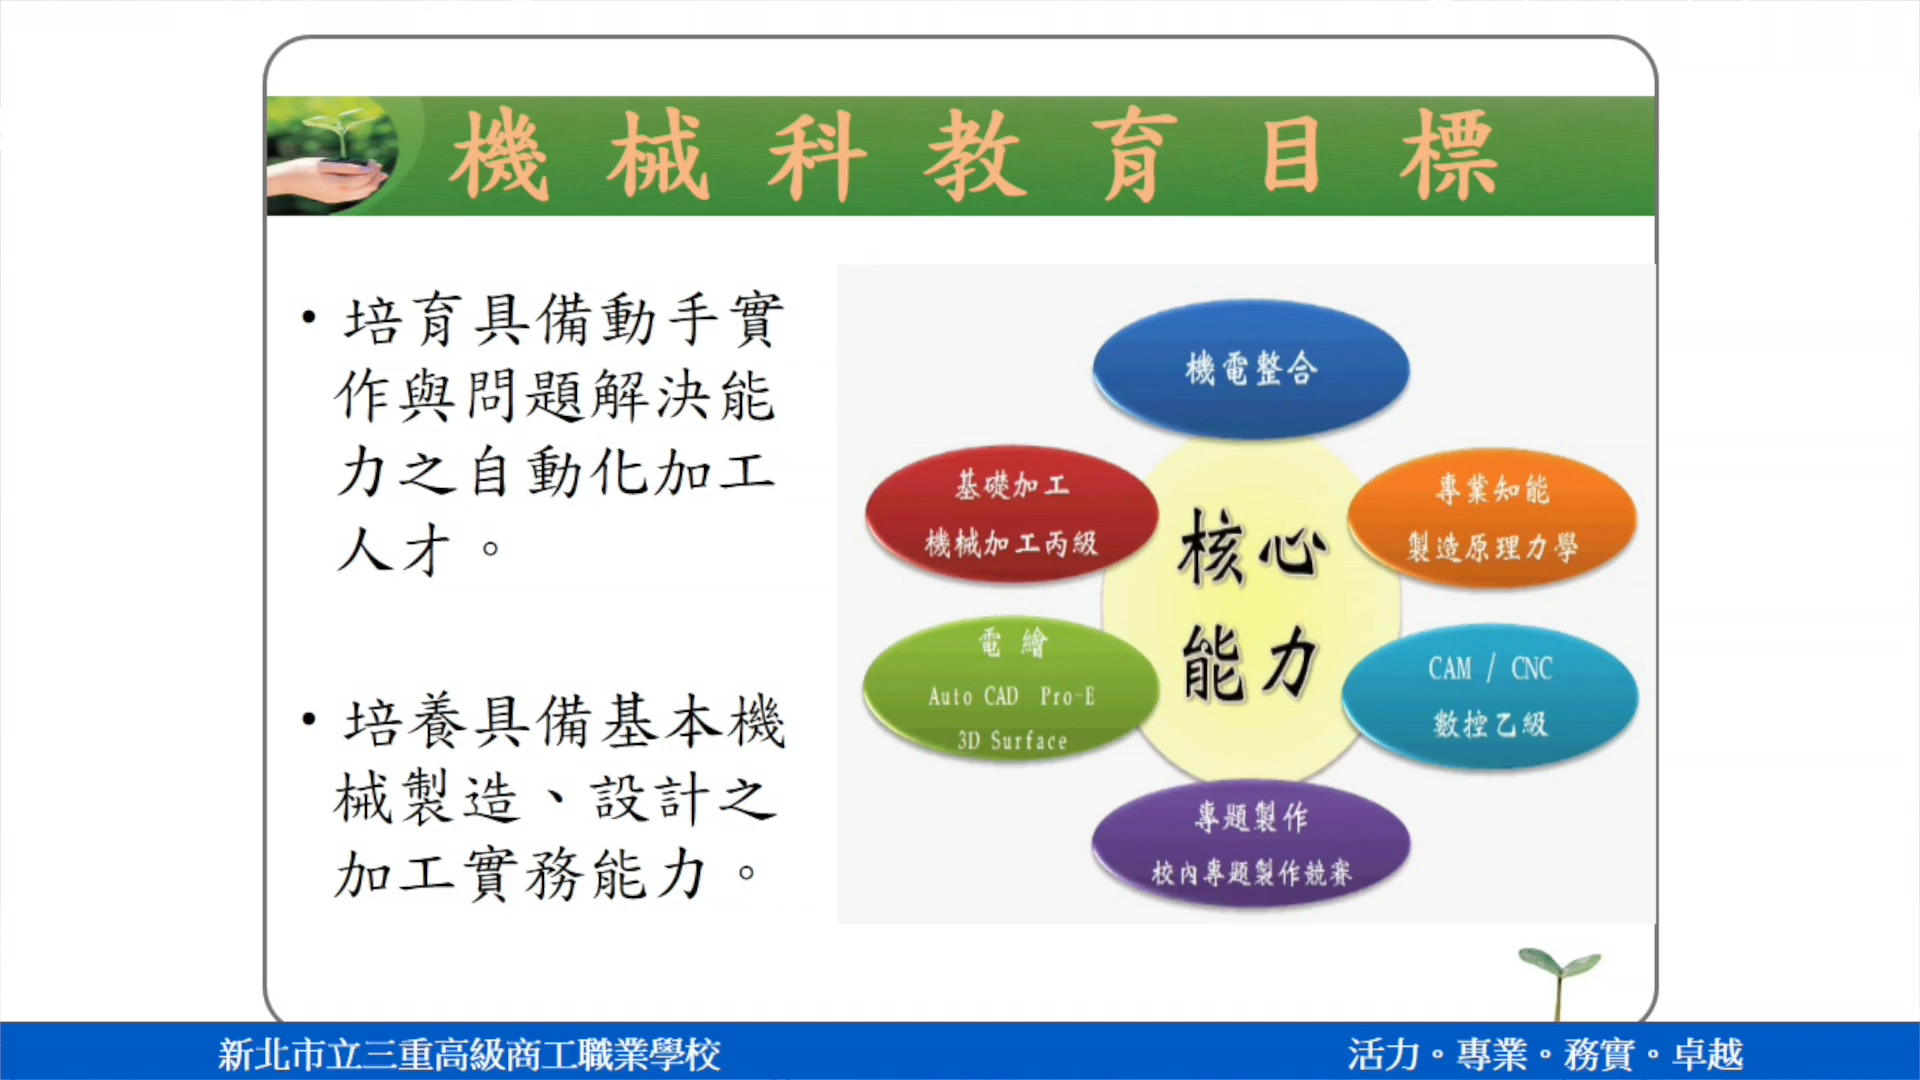 機械科教育目標
• 培育具備動手實
作與問題解決能
力之自動化加工
人才。
• 培養具備基本機
械製造、設計之
加工實務能力。
機電整合
基礎加工
機械加工丙級
專業知能
製造原理力學
核心
能力
電 繪
Auto CAD Pro-E
3D Surface
CAM / CNC
數控乙級
專題製作
校內專題製作競賽
新北市立三重高級商工職業學校
活力。專業。務實。卓越